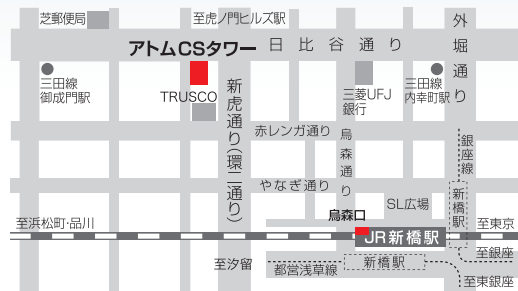 芝郵便局
至虎ノ門ヒルズ駅
外堀通り
アトムCSタワー
日比谷通り
三田線
御成門駅
TRUSCO
新虎通り(環二通り)
三菱UFJ
銀行
三田線
内幸町駅
赤レンガ通り
烏森通り
銀座線
やなぎ通り
SL広場
新橋駅
烏森口
至浜松町・品川
至東京
JR新橋駅
至銀座
至汐留
都営浅草線
新橋駅
至東銀座